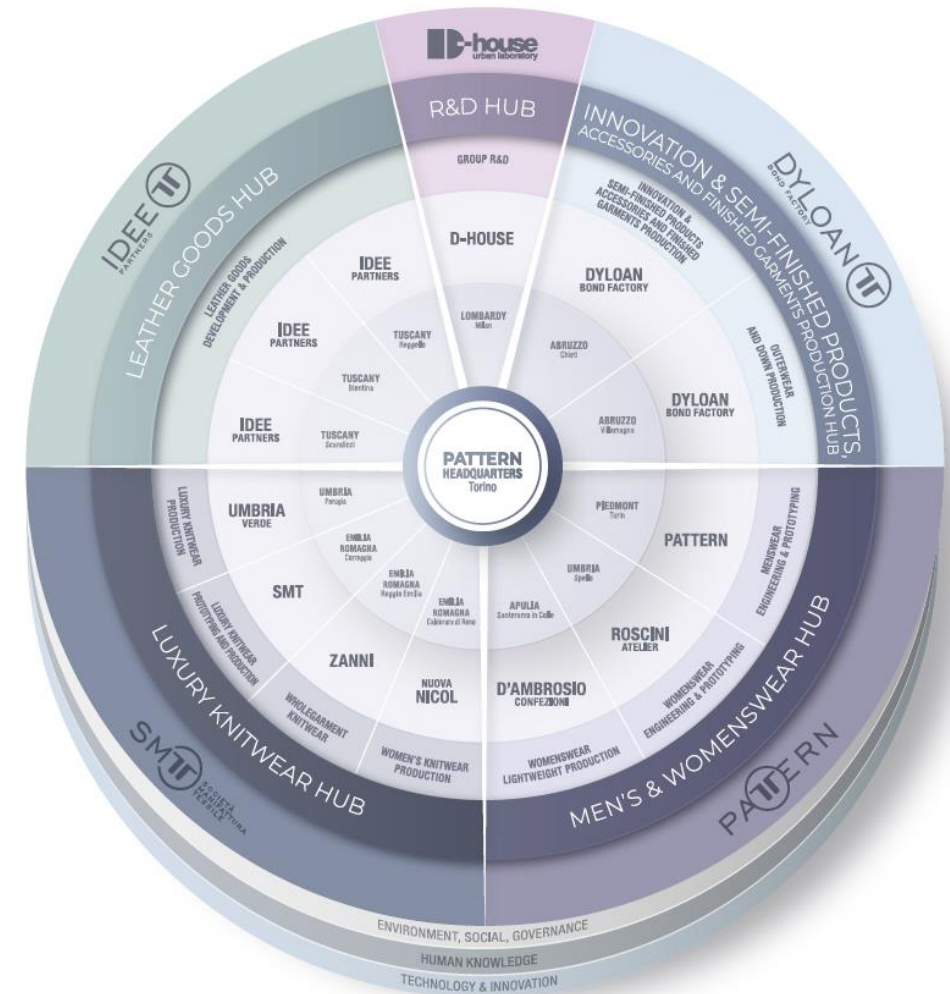 D-house
urban laboratory
R&D HUB
GROUP R&D
D-HOUSE
LOMBARDY
Milan
INNOVATION & SEMI-FINISHED PRODUCTS,
ACCESSORIES AND FINISHED GARMENTS PRODUCTION HUB
DYLOAN
BOND FACTORY
INNOVATION &
SEMI-FINISHED PRODUCTS
ACCESSORIES AND FINISHED
GARMENTS PRODUCTION
DYLOAN
BOND FACTORY
ABRUZZO
Chieti
OUTERWEAR
AND DOWN PRODUCTION
DYLOAN
BOND FACTORY
ABRUZZO
Villamagna
MEN'S & WOMENSWEAR HUB
PATTERN
MENSWEAR
ENGINEERING & PROTOTYPING
PATTERN
PIEDMONT
Turin
WOMENSWEAR
ENGINEERING & PROTOTYPING
ROSCINI
ATELIER
UMBRIA
Spello
WOMENSWEAR
LIGHTWEIGHT PRODUCTION
D'AMBROSIO
CONFEZIONI
APULIA
Santeramo in Colle
LUXURY KNITWEAR HUB
SMT
SOCIETÀ
MANIFATTURA
TESSILE
WOMEN'S KNITWEAR
PRODUCTION
NUOVA
NICOL
EMILIA
ROMAGNA
Calderara di Reno
WHOLEGARMENT
KNITWEAR
ZANNI
EMILIA
ROMAGNA
Reggio Emilia
LUXURY KNITWEAR
PROTOTYPING AND PRODUCTION
SMT
EMILIA
ROMAGNA
Correggio
LUXURY KNITWEAR
PRODUCTION
UMBRIA
VERDE
UMBRIA
Perugia
LEATHER GOODS HUB
IDEE
PARTNERS
LEATHER GOODS
DEVELOPMENT & PRODUCTION
IDEE
PARTNERS
TUSCANY
Scandicci
IDEE
PARTNERS
TUSCANY
Bientina
IDEE
PARTNERS
TUSCANY
Reggello
PATTERN
HEADQUARTERS
Torino
ENVIRONMENT, SOCIAL, GOVERNANCE
HUMAN KNOWLEDGE
TECHNOLOGY & INNOVATION